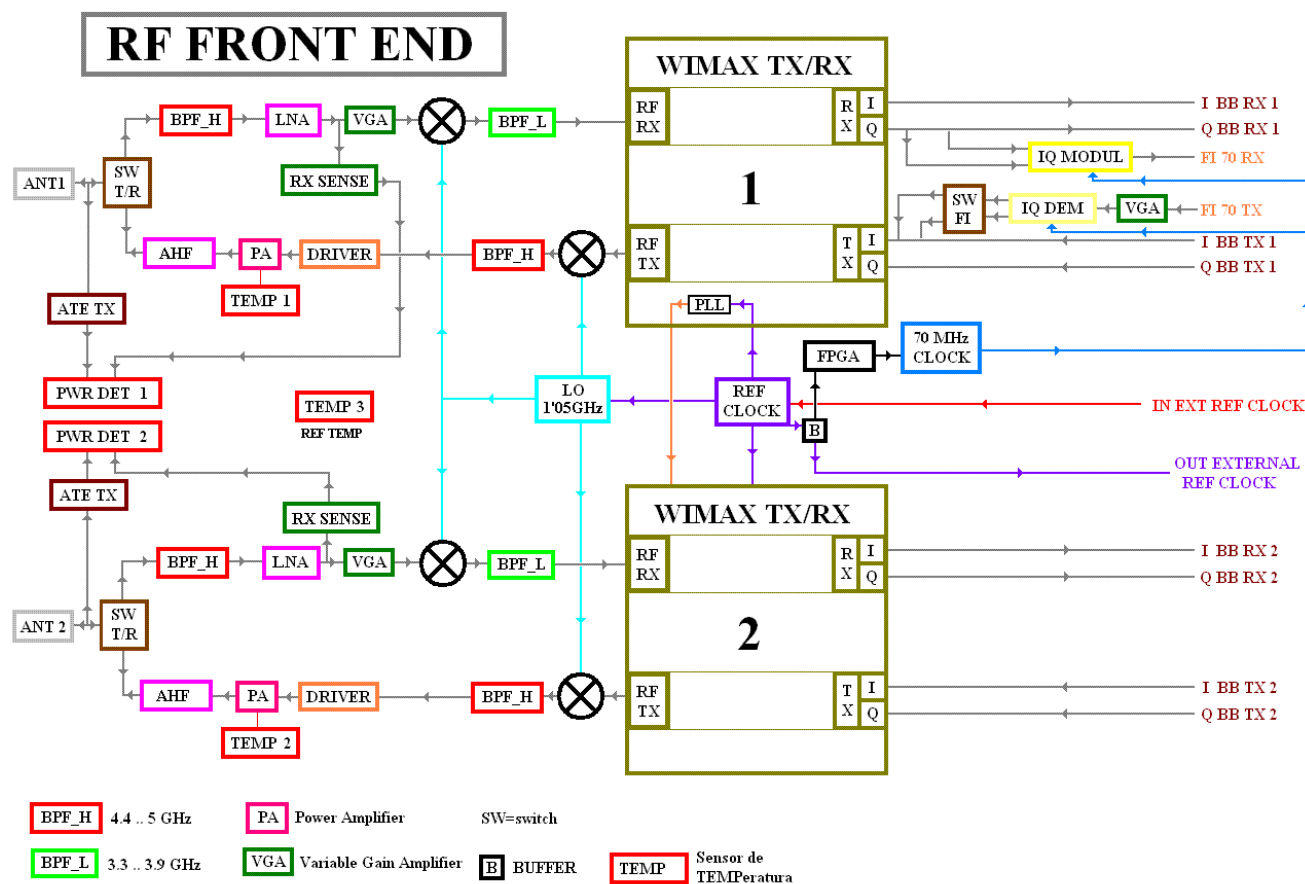 RF FRONT END
WIMAX TX/RX
RF
RX
R
X
I
Q
1
RF
TX
T
X
I
Q
BPF_H
LNA
VGA
BPF_L
ANT1
SW
T/R
RX SENSE
AHF
PA
DRIVER
BPF_H
TEMP 1
ATE TX
PWR DET 1
I BB RX 1
Q BB RX 1
IQ MODUL
FI 70 RX
SW
FI
IQ DEM
VGA
FI 70 TX
I BB TX 1
Q BB TX 1
PLL
FPGA
70 MHz
CLOCK
LO
1'05GHz
REF
CLOCK
B
IN EXT REF CLOCK
OUT EXTERNAL
REF CLOCK
TEMP 3
REF TEMP
PWR DET 2
ATE TX
RX SENSE
BPF_H
LNA
VGA
BPF_L
ANT 2
SW
T/R
AHF
PA
DRIVER
BPF_H
TEMP 2
WIMAX TX/RX
RF
RX
R
X
I
Q
2
RF
TX
T
X
I
Q
I BB RX 2
Q BB RX 2
I BB TX 2
Q BB TX 2
BPF_H 4.4 .. 5 GHz
PA Power Amplifier
SW=switch
BPF_L 3.3 .. 3.9 GHz
VGA Variable Gain Amplifier
B BUFFER
TEMP Sensor de
TEMPeratura